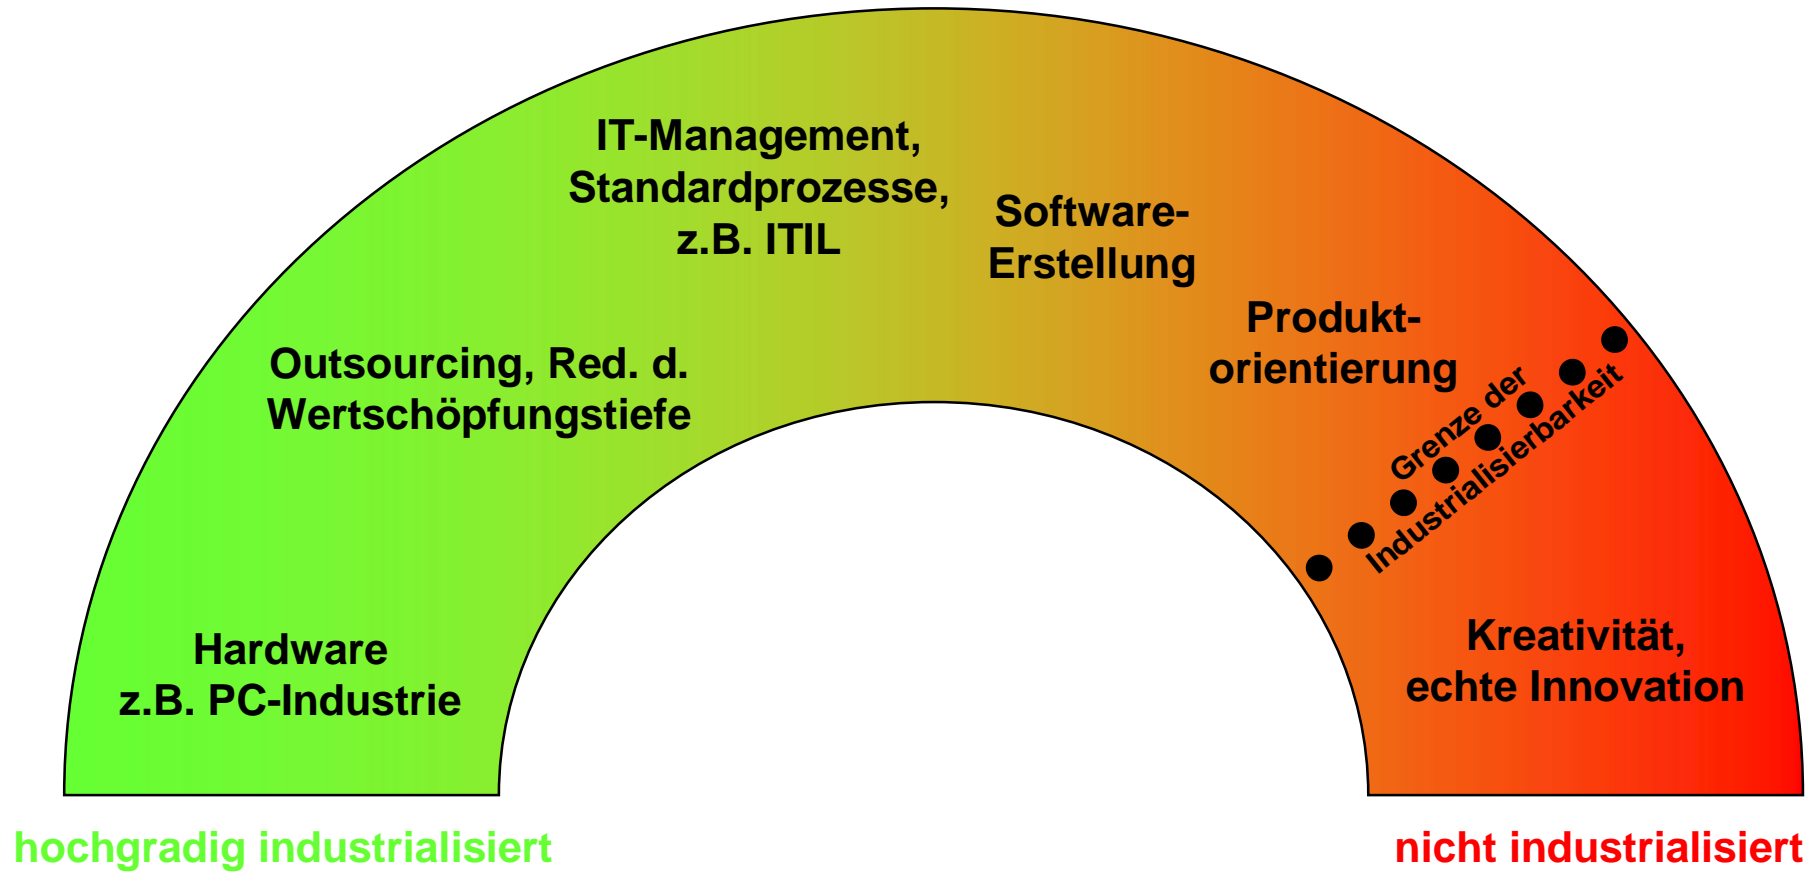 IT-Management,
Standardprozesse,
z.B. ITIL
Software-
Erstellung
Produkt-
orientierung
Outsourcing, Red. d.
Wertschöpfungstiefe
Grenze der
Industrialisierbarkeit
Hardware
z.B. PC-Industrie
Kreativität,
echte Innovation
hochgradig industrialisiert
nicht industrialisiert